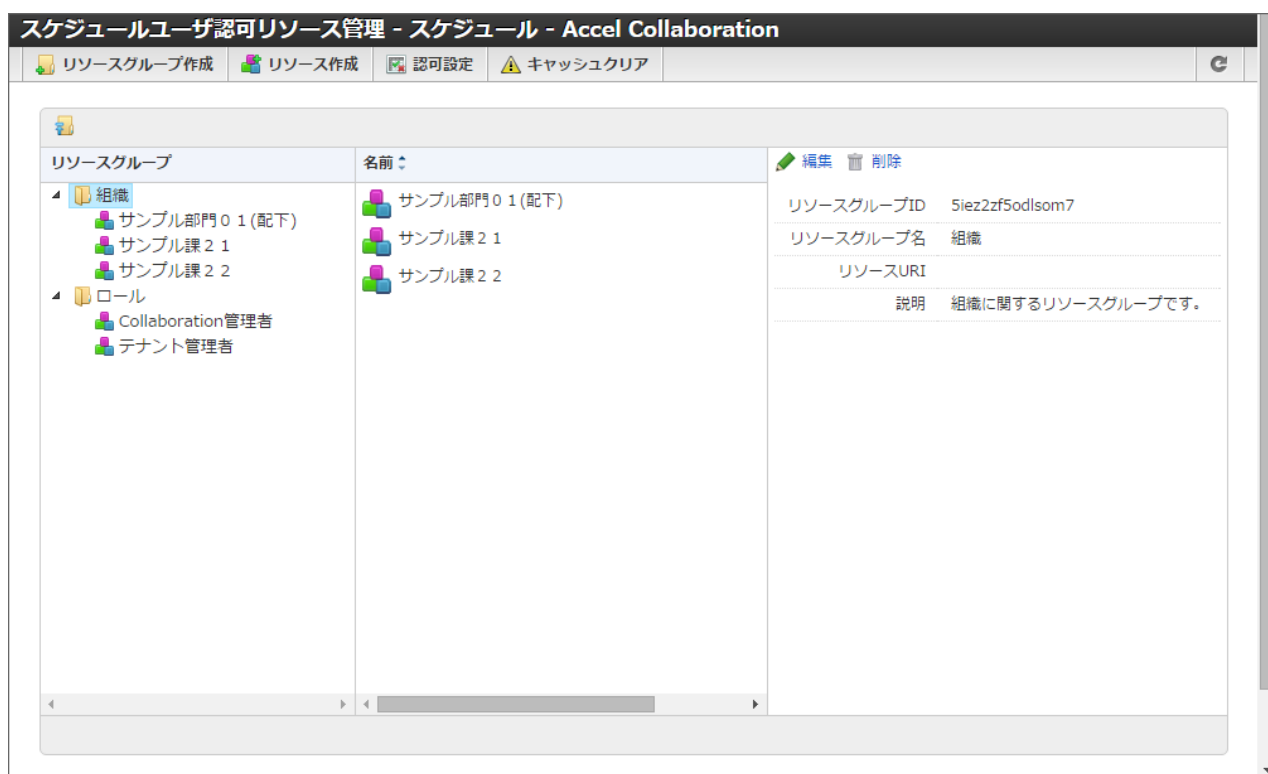 スケジュールユーザ認可リソース管理 - スケジュール - Accel Collaboration
リソースグループ作成 リソース作成 認可設定 キャッシュクリア
リソースグループ
組織
サンプル部門０１(配下)
サンプル課２１
サンプル課２２
ロール
Collaboration管理者
テナント管理者
名前
サンプル部門０１(配下)
サンプル課２１
サンプル課２２
編集 削除
リソースグループID 5iez2zf5odlsom7
リソースグループ名 組織
リソースURI
説明 組織に関するリソースグループです。